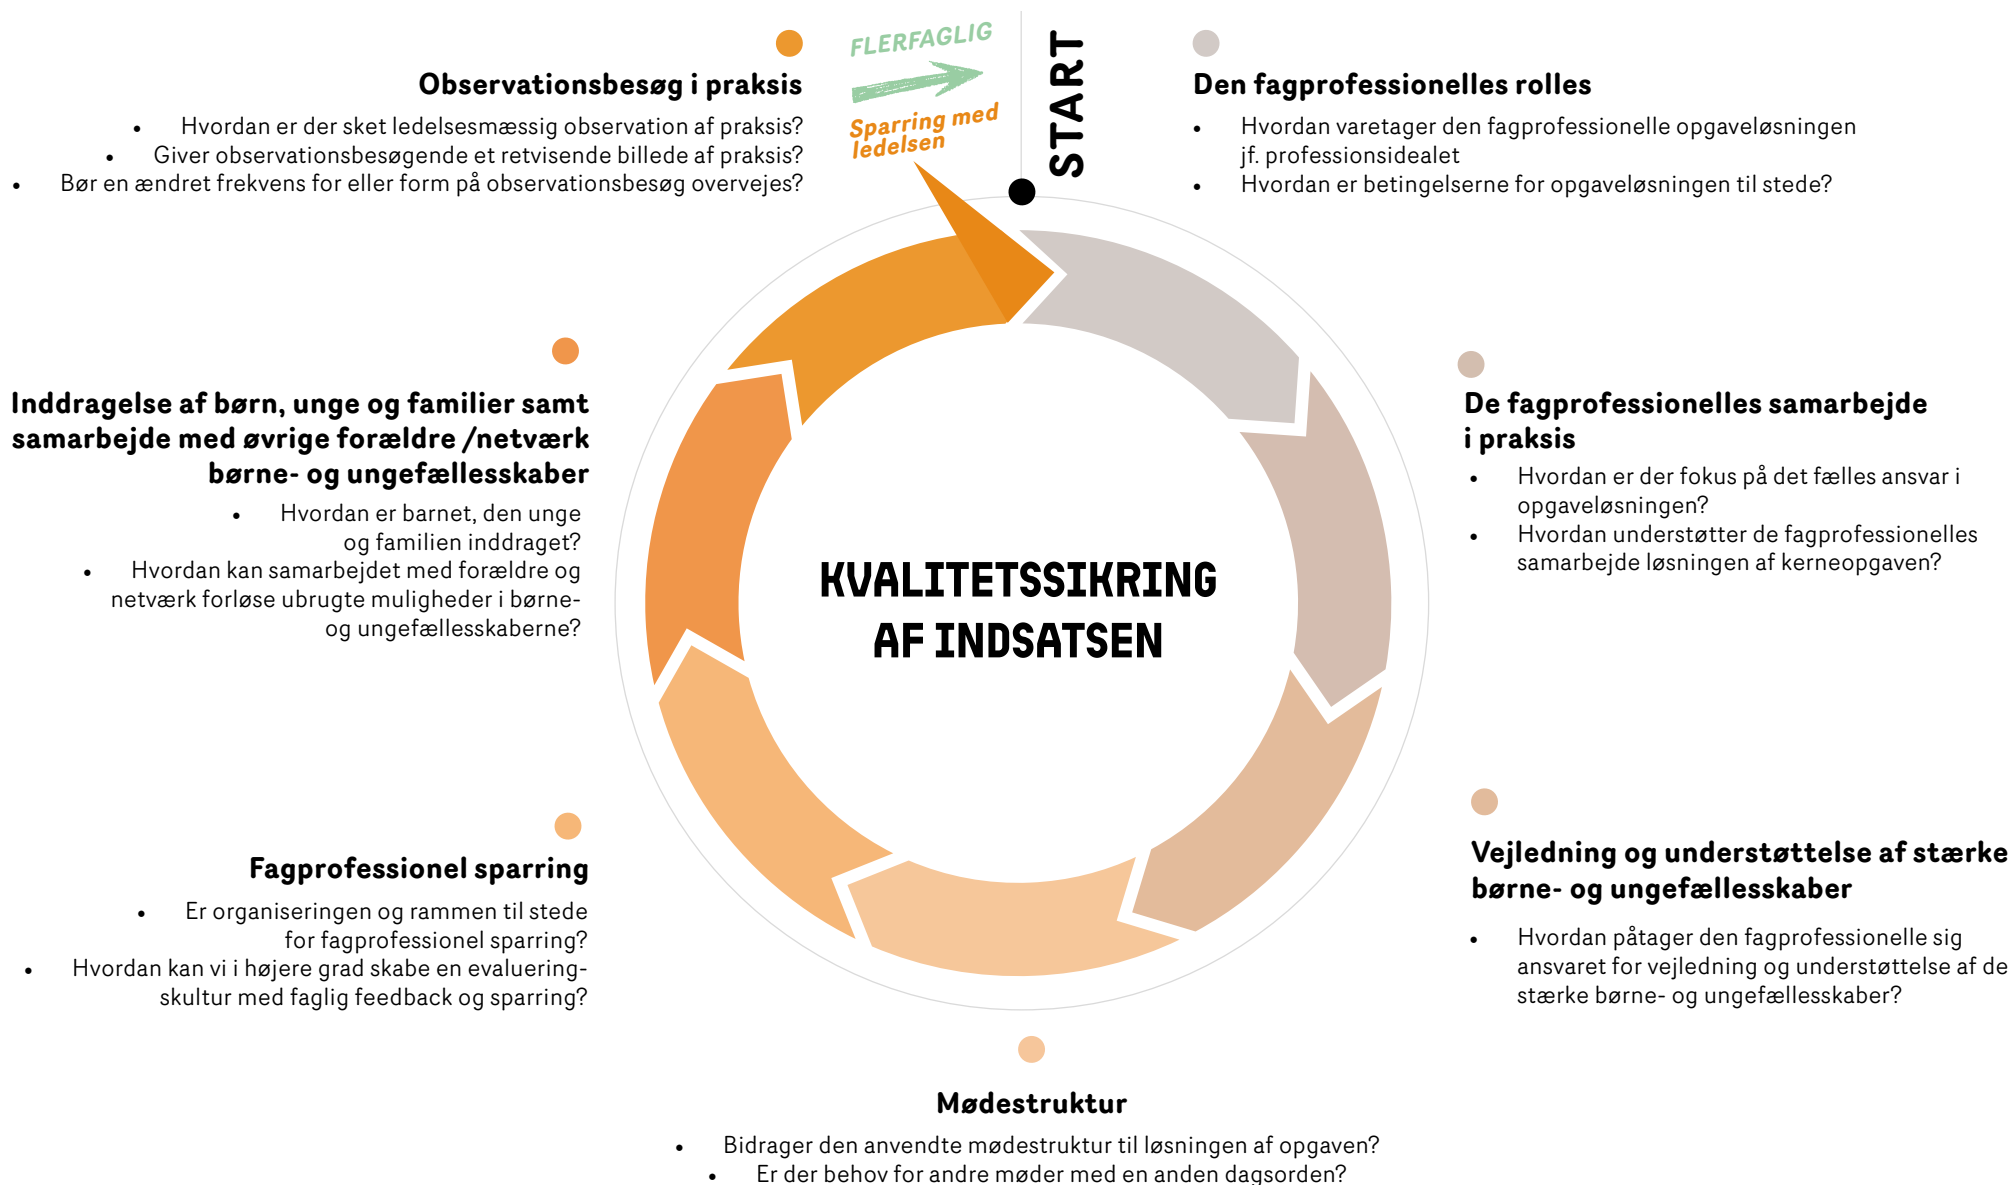 FLERFAGLIG
Sparring med
ledelsen
START
Den fagprofessionelles rolles
• Hvordan varetager den fagprofessionelle opgaveløsningen
jf. professionsidealet
• Hvordan er betingelserne for opgaveløsningen til stede?
De fagprofessionelles samarbejde
i praksis
• Hvordan er der fokus på det fælles ansvar i
opgaveløsningen?
• Hvordan understøtter de fagprofessionelles
samarbejde løsningen af kerneopgaven?
Vejledning og understøttelse af stærke
børne- og ungefællesskaber
• Hvordan påtager den fagprofessionelle sig
ansvaret for vejledning og understøttelse af de
stærke børne- og ungefællesskaber?
Mødestruktur
• Bidrager den anvendte mødestruktur til løsningen af opgaven?
• Er der behov for andre møder med en anden dagsorden?
Fagprofessionel sparring
• Er organiseringen og rammen til stede
for fagprofessionel sparring?
• Hvordan kan vi i højere grad skabe en evaluering-
skultur med faglig feedback og sparring?
Inddragelse af børn, unge og familier samt
samarbejde med øvrige forældre /netværk
børne- og ungefællesskaber
• Hvordan er barnet, den unge
og familien inddraget?
• Hvordan kan samarbejdet med forældre og
netværk forløse ubrugte muligheder i børne-
og ungefællesskaberne?
Observationsbesøg i praksis
• Hvordan er der sket ledelsesmæssig observation af praksis?
• Giver observationsbesøgende et retvisende billede af praksis?
• Bør en ændret frekvens for eller form på observationsbesøg overvejes?
KVALITETSSIKRING
AF INDSATSEN